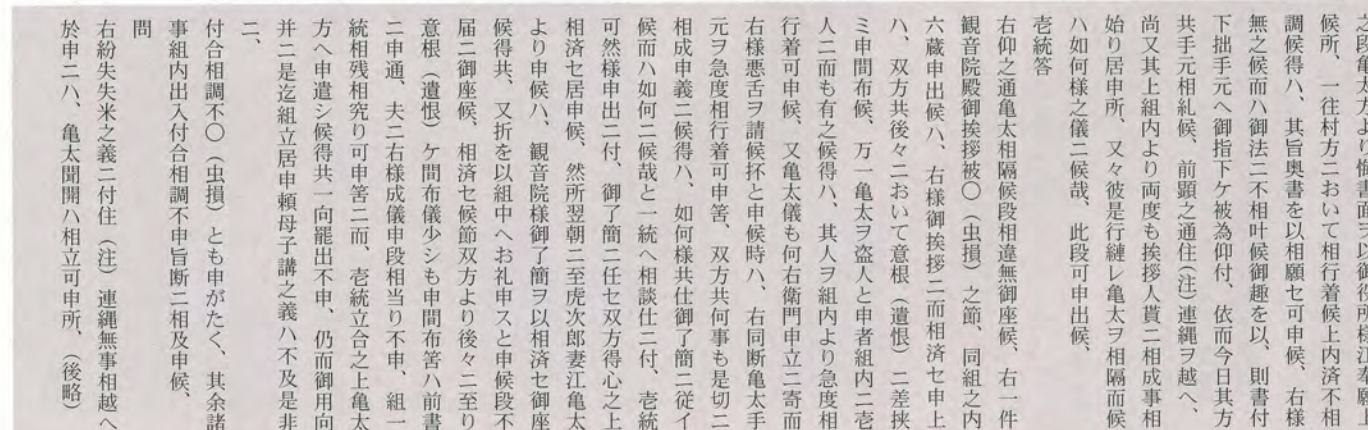 之段亀太方より悔書面ヲ以御役所様江奉願上
候所、一往村方ニおいて相行着候上内済不相
調候得ハ、其旨奥書を以相願セ可申候、右様
無之候而ハ御法ニ不相叶候御趣を以、則書付
下拙手元へ御指下ケ被為仰付、依而今日其方
共手元相糺候、前顕之通住(注)連縄ヲ越へ、
尚又其上組内より両度も挨拶人貰ニ相成事相
始り居申所、又々彼是行縺レ亀太ヲ相隔而候
ハ如何様之儀ニ候哉、此段可申出候、
壱統答
右仰之通亀太相隔候段相違無御座候、右一件
観音院殿御挨拶被〇（虫損）之節、同組之内
六蔵申出候ハ、右様御挨拶ニ而相済セ申上
ハ、双方共後々ニおいて意根（遺恨）ニ差挟
ミ申間布候、万一亀太ヲ盗人と申者組内ニ壱
人ニ而も有之候得ハ、其人ヲ組内より急度相
行着可申候、又亀太儀も何右衛門申立ニ寄而
右様悪舌ヲ請候抔と申候時ハ、右同断亀太手
元ヲ急度相行着可申筈、双方共何事も是切ニ
相成申義ニ候得ハ、如何様共仕御了簡ニ従イ
候而ハ如何ニ候哉と一統へ相談仕ニ付、壱統
可然様申出ニ付、御了簡ニ任セ双方得心之上
相済セ居申候、然所翌朝ニ至虎次郎妻江亀太
より申候ハ、観音院様御了簡ヲ以相済セ御座
候得共、又折を以組中へお礼申スと申候段不
届ニ御座候、相済セ候節双方より後々ニ至り
意根（遺恨）ケ間布儀少シも申間布筈ハ前書
ニ申通、夫ニ右様成儀申段相当り不申、組一
統相残相究り可申筈ニ而、壱統立合之上亀太
方へ申遣シ候得共一向罷出不申、仍而御用向
并ニ是迄組立居申頼母子講之義ハ不及是非
ニ、
付合相調不〇（虫損）とも申がたく、其余諸
事組内出入付合相調不申旨断ニ相及申候、
問
右紛失失米之義ニ付住（注）連縄無事相越へ
於申ニハ、亀太聞開ハ相立可申所、（後略）